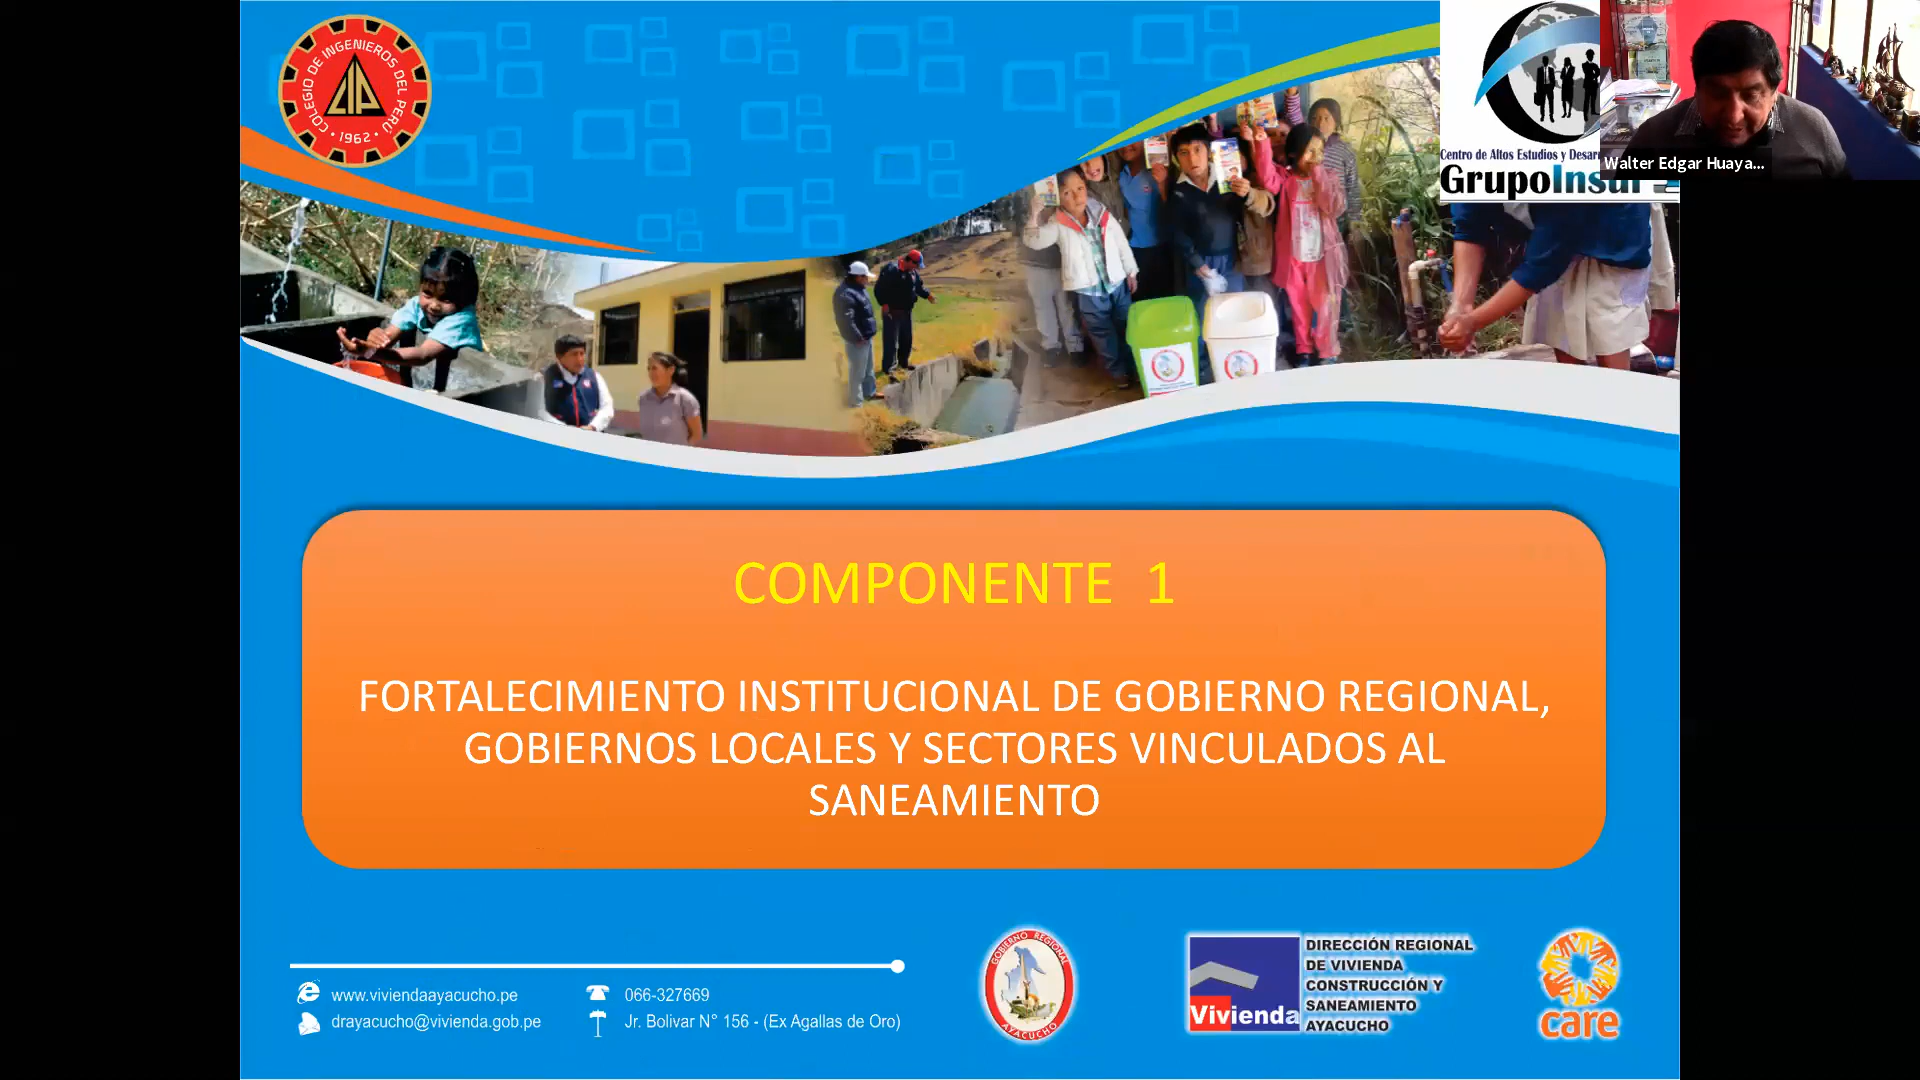 COLEGIO DE INGENIEROS DEL PERÚ
CIP
• 1962 •
Centro de Altos Estudios y
Walter Edgar Huaya...
COMPONENTE 1
FORTALECIMIENTO INSTITUCIONAL DE GOBIERNO REGIONAL,
GOBIERNOS LOCALES Y SECTORES VINCULADOS AL
SANEAMIENTO
www.viviendaayacucho.pe
drayacucho@vivienda.gob.pe
066-327669
Jr. Bolivar N° 156 - (Ex Agallas de Oro)
GOBIERNO REGIONAL
AYACUCHO
Vivienda
DIRECCIÓN REGIONAL
DE VIVIENDA
CONSTRUCCIÓN Y
SANEAMIENTO
AYACUCHO
care